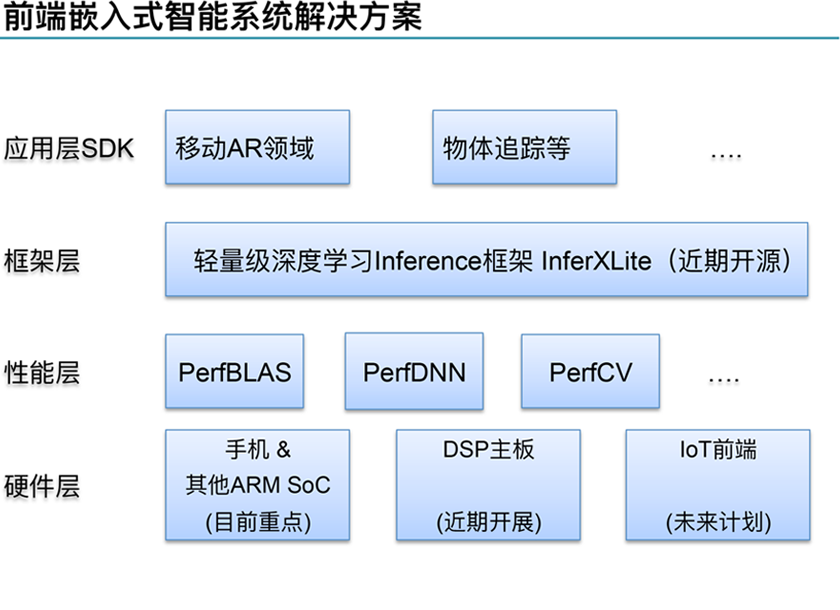 前端嵌入式智能系统解决方案
应用层SDK
移动AR领域
物体追踪等
....
框架层
轻量级深度学习Inference框架 InferXLite（近期开源）
性能层
PerfBLAS
PerfDNN
PerfCV
....
硬件层
手机 &
其他ARM SoC
(目前重点)
DSP主板
(近期开展)
IoT前端
(未来计划)